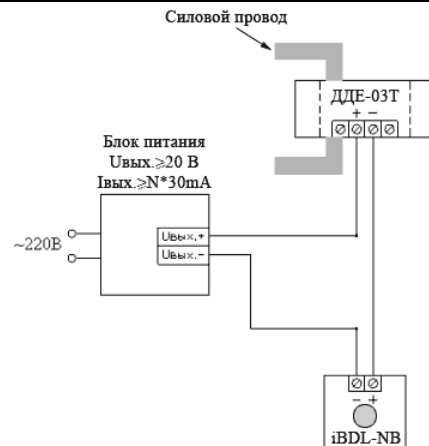 Силовой провод
ДДЕ-03Т
+ −
Блок питания
Uвых.≥20 В
Iвых.≥N*30mA
~220В
Uвых.+
Uвых.−
− +
iBDL-NB